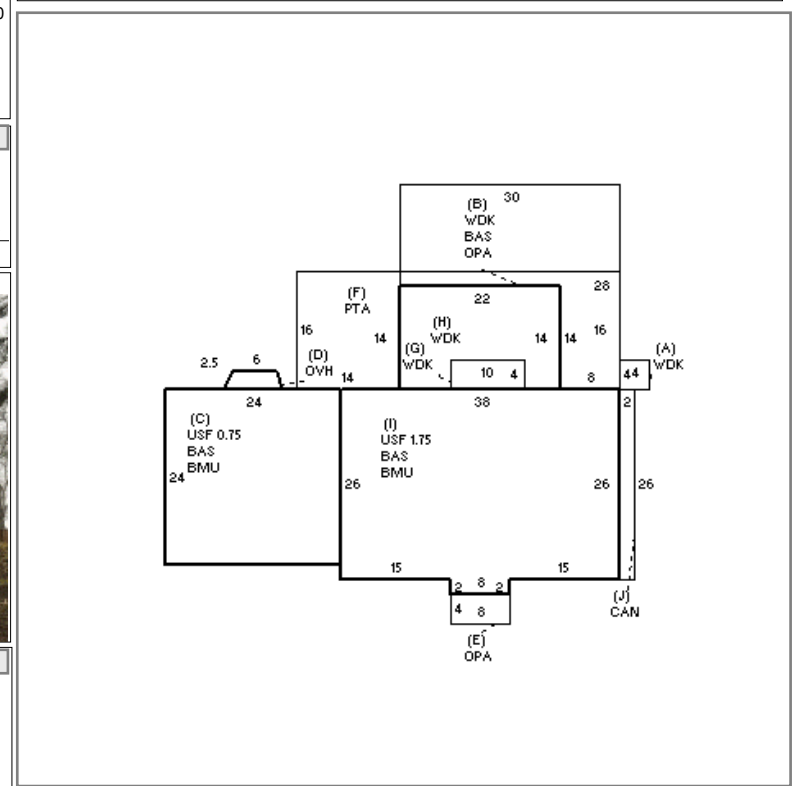 30
(B)
WDK
BAS
OPA
28
(F)
PTA
22
(H)
WDK
16
14
14
14
16
(G)
WDK
(A)
WDK
2.5
6
(D)
OVH
14
10
4
8
44
24
38
2
(C)
USF 0.75
BAS
BMU
24
(I)
USF 1.75
BAS
BMU
26
26
26
15
8
15
2
2
4
8
(J)
CAN
(E)
OPA